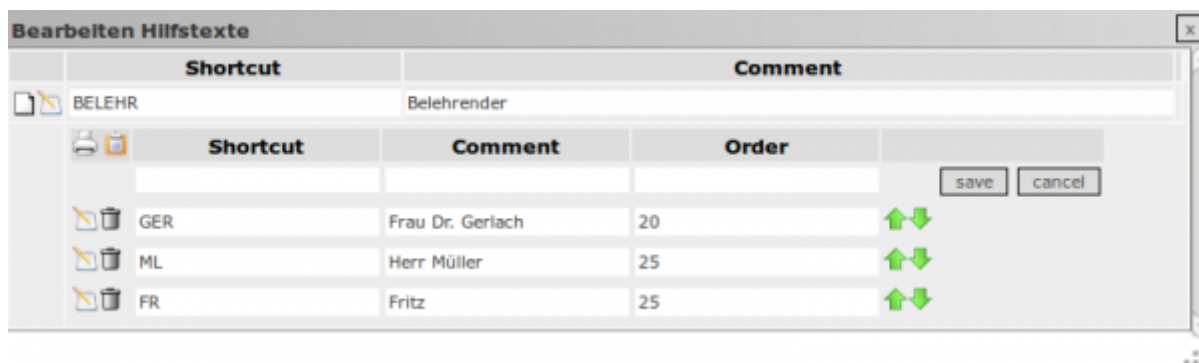 Bearbeiten Hilfstexte x
Shortcut Comment
BELEHR Belehrender
Shortcut Comment Order
save cancel
GER Frau Dr. Gerlach 20
ML Herr Müller 25
FR Fritz 25